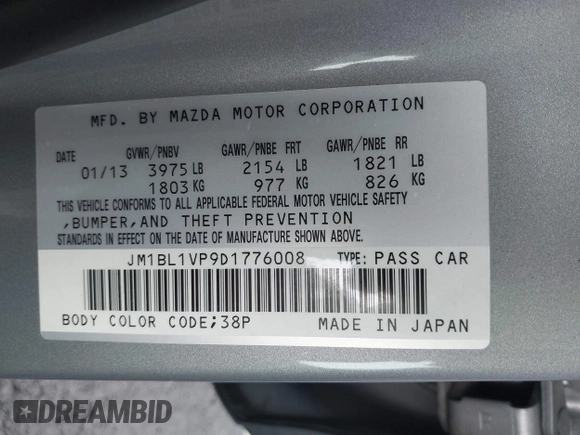 MFD. BY MAZDA MOTOR CORPORATION
DATE GVWR/PNBV GAWR/PNBE FRT GAWR/PNBE RR
01/13 3975 LB 2154 LB 1821 LB
1803 KG 977 KG 826 KG
THIS VEHICLE CONFORMS TO ALL APPLICABLE FEDERAL MOTOR VEHICLE SAFETY
,BUMPER,AND THEFT PREVENTION
STANDARDS IN EFFECT ON THE DATE OF MANUFACTURE SHOWN ABOVE.
JM1BL1VP9D1776008 TYPE: PASS CAR
BODY COLOR CODE;38P MADE IN JAPAN
DREAMBID